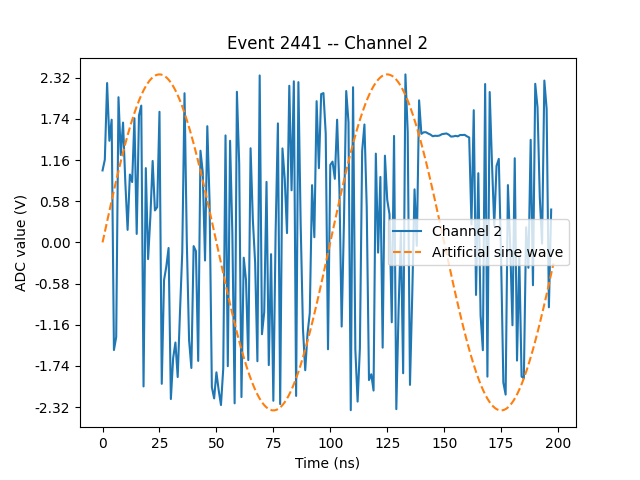 Event 2441 -- Channel 2
2.32
1.74
1.16
0.58
0.00
-0.58
-1.16
-1.74
-2.32
ADC value (V)
Channel 2
Artificial sine wave
0 25 50 75 100 125 150 175 200
Time (ns)